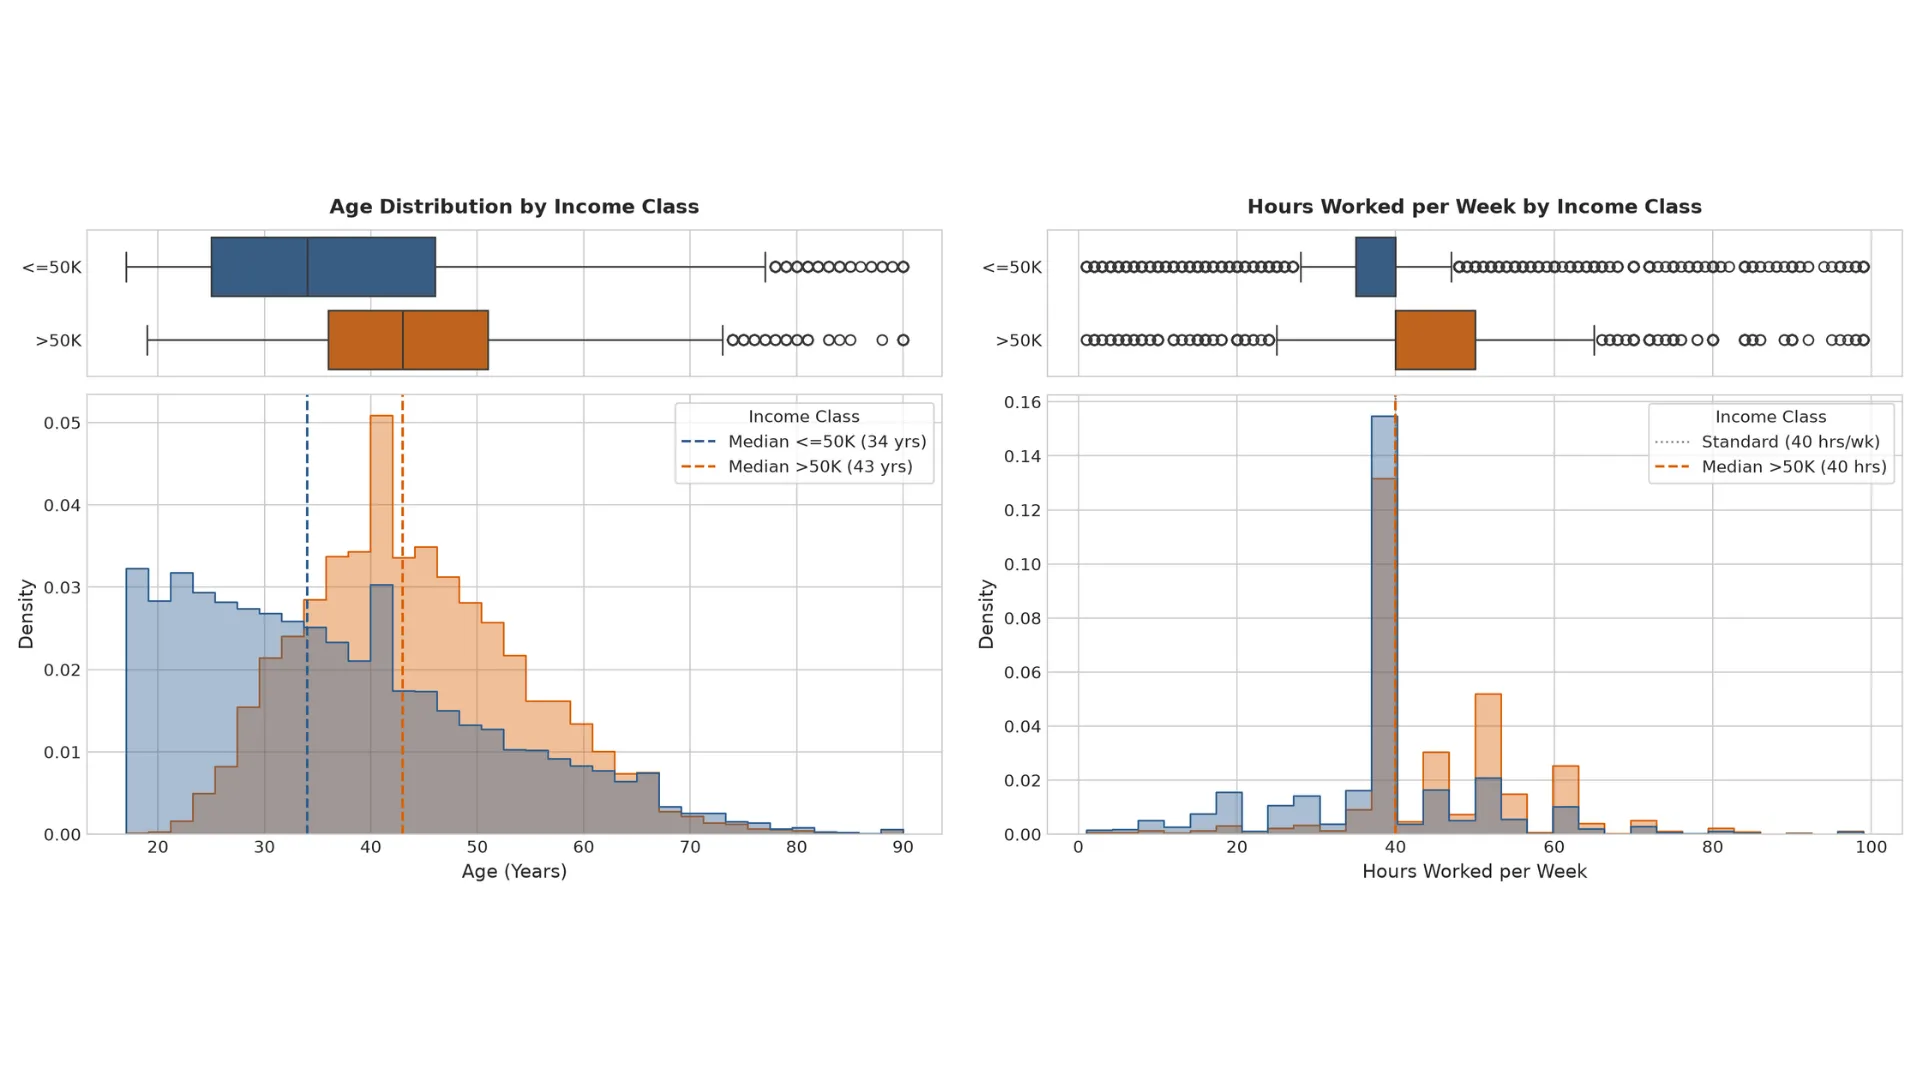 Age Distribution by Income Class
<=50K
>50K
Income Class
Median <=50K (34 yrs)
Median >50K (43 yrs)
0.05
0.04
0.03
0.02
0.01
0.00
Density
20 30 40 50 60 70 80 90
Age (Years)
Hours Worked per Week by Income Class
<=50K
>50K
Income Class
Standard (40 hrs/wk)
Median >50K (40 hrs)
0.16
0.14
0.12
0.10
0.08
0.06
0.04
0.02
0.00
Density
0 20 40 60 80 100
Hours Worked per Week